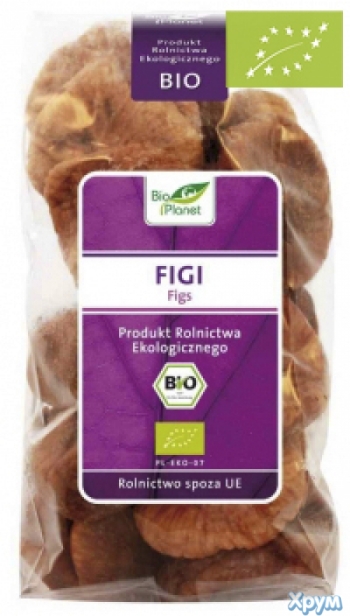 Produkt
Rolnictwa
Ekologicznego
BIO
Bio
Planet
FIGI
Figs
Produkt Rolnictwa
Ekologicznego
BIO
PL-EKO-07
Rolnictwo spoza UE
Хрум